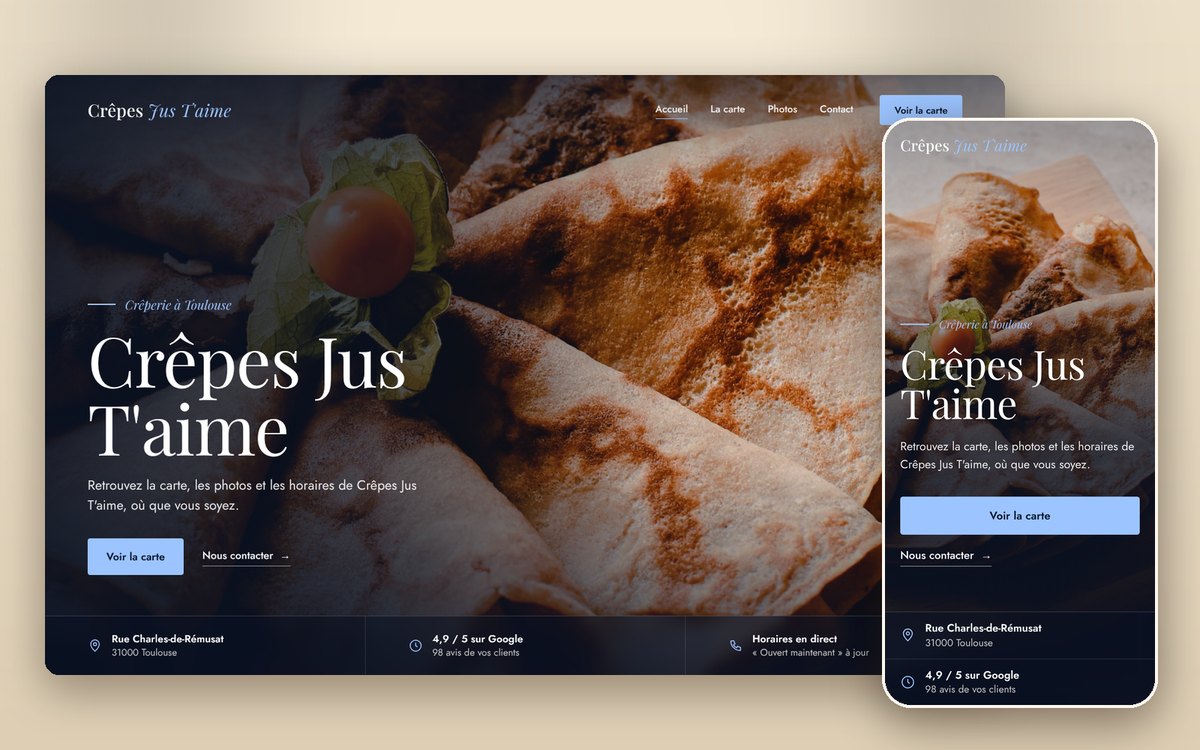 Crêpes Jus T'aime
Accueil
La carte
Photos
Contact
Voir la carte
Crêperie à Toulouse
Crêpes Jus
T'aime
Retrouvez la carte, les photos et les horaires de Crêpes Jus
T'aime, où que vous soyez.
Voir la carte
Nous contacter →
Rue Charles-de-Rémusat
31000 Toulouse
4,9 / 5 sur Google
98 avis de vos clients
Horaires en direct
« Ouvert maintenant » à jour
Crêpes Jus T'aime
Crêperie à Toulouse
Crêpes Jus
T'aime
Retrouvez la carte, les photos et les horaires de
Crêpes Jus T'aime, où que vous soyez.
Voir la carte
Nous contacter →
Rue Charles-de-Rémusat
31000 Toulouse
4,9 / 5 sur Google
98 avis de vos clients